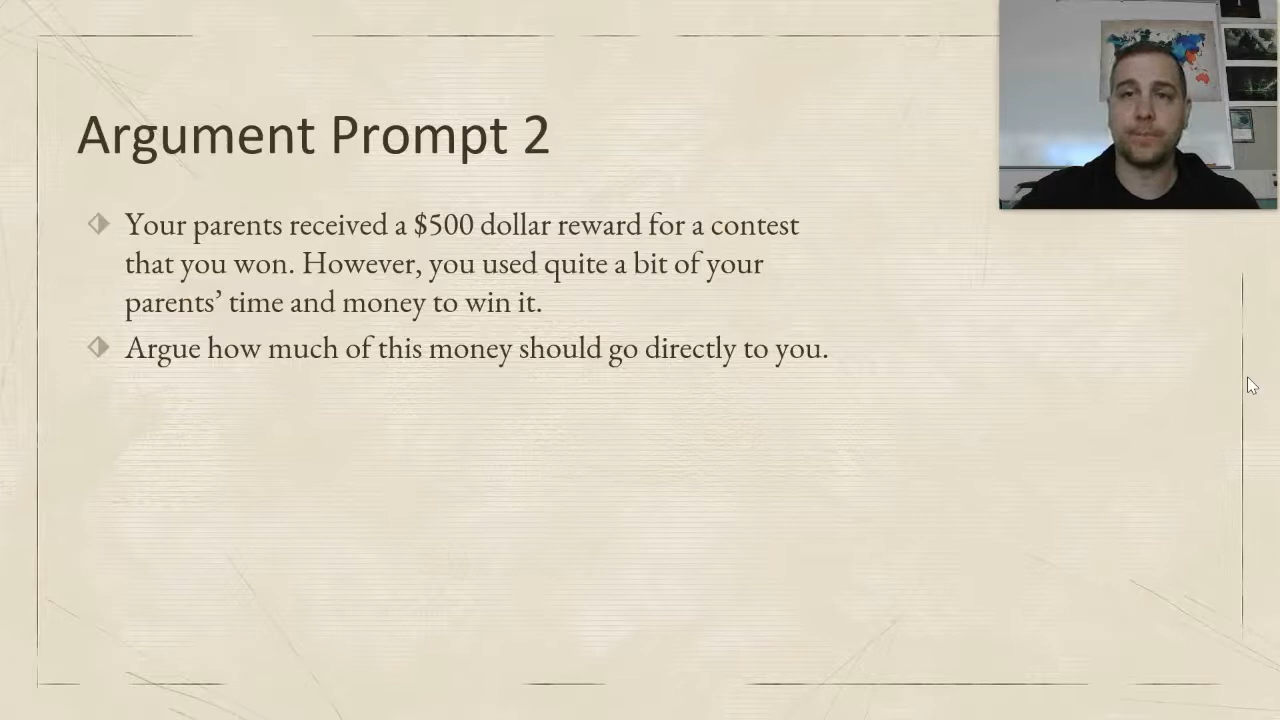 Argument Prompt 2
Your parents received a $500 dollar reward for a contest
that you won. However, you used quite a bit of your
parents’ time and money to win it.
Argue how much of this money should go directly to you.